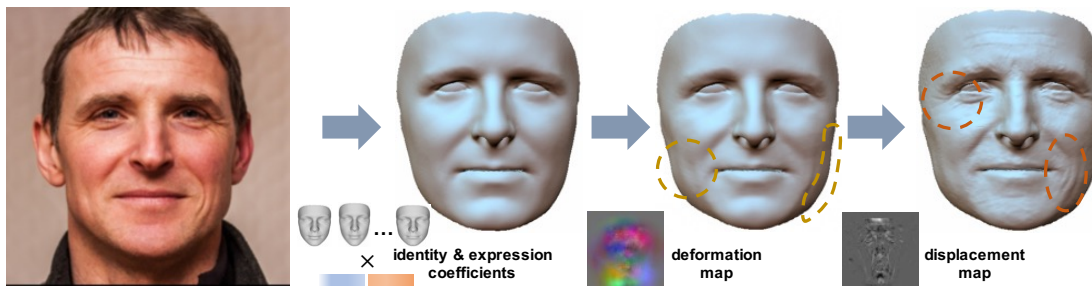 ...
×
identity & expression
coefficients
deformation
map
displacement
map